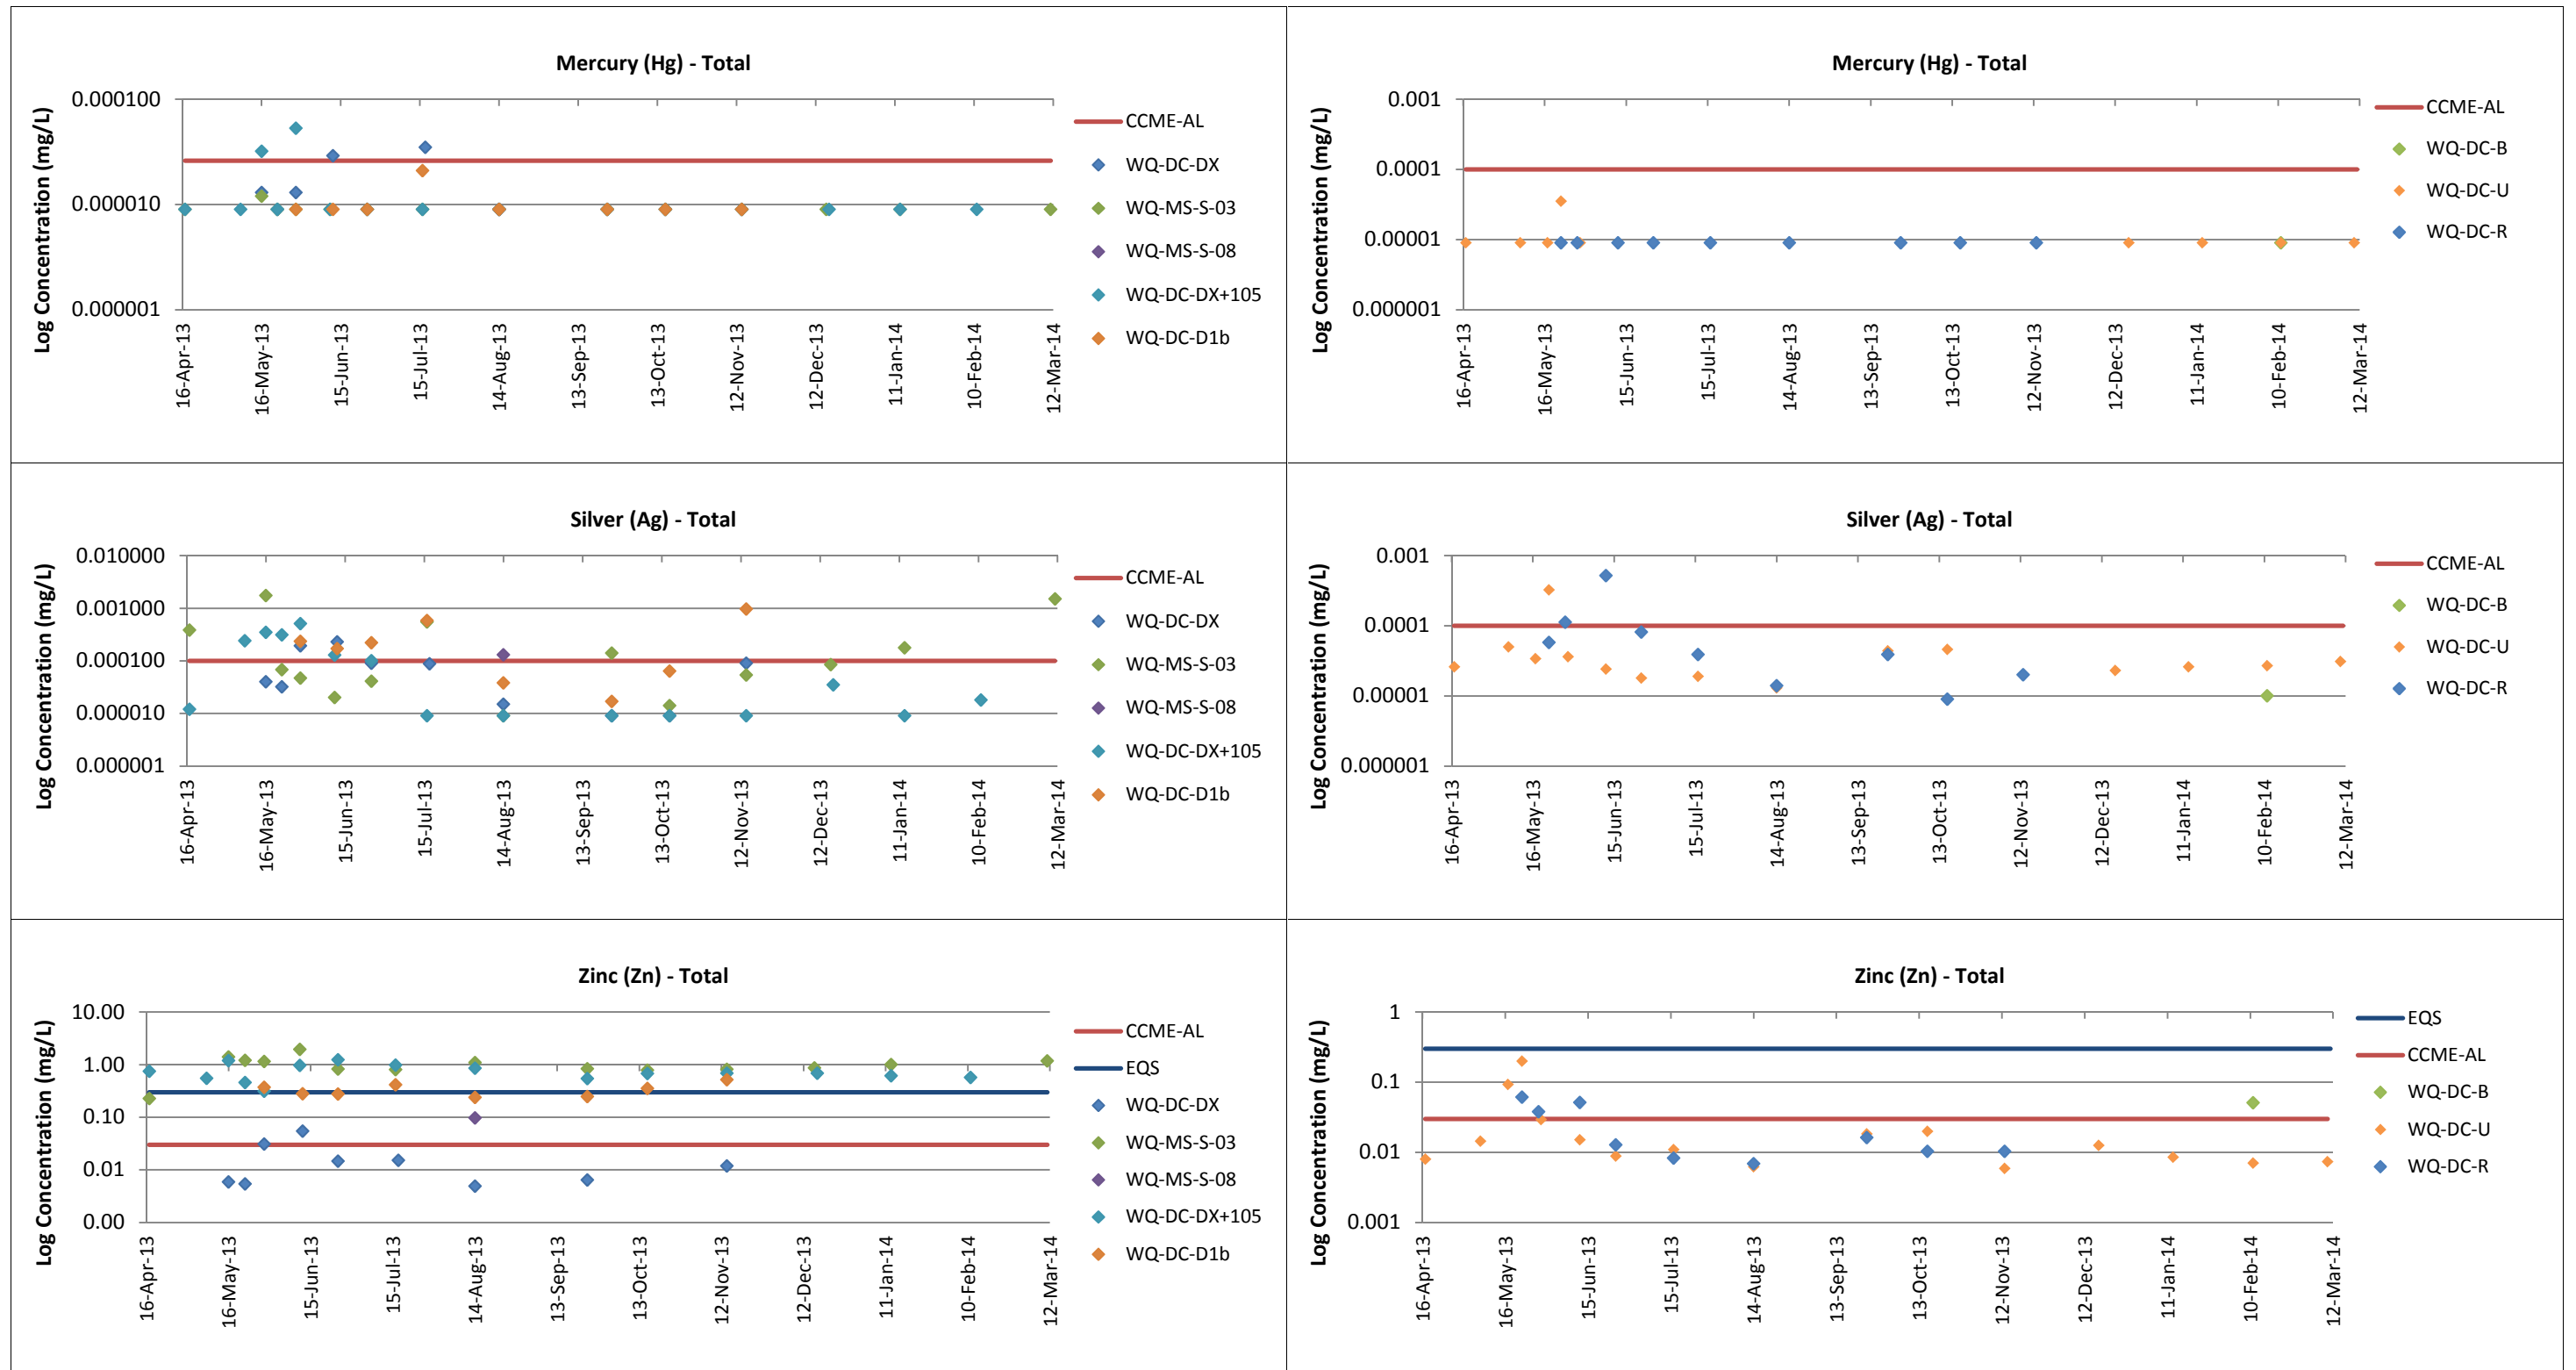 Mercury (Hg) - Total
Log Concentration (mg/L)
0.000100
0.000010
0.000001
16-Apr-13
16-May-13
15-Jun-13
15-Jul-13
14-Aug-13
13-Sep-13
13-Oct-13
12-Nov-13
12-Dec-13
11-Jan-14
10-Feb-14
12-Mar-14
CCME-AL
WQ-DC-DX
WQ-MS-S-03
WQ-MS-S-08
WQ-DC-DX+105
WQ-DC-D1b
Mercury (Hg) - Total
Log Concentration (mg/L)
0.001
0.0001
0.00001
0.000001
16-Apr-13
16-May-13
15-Jun-13
15-Jul-13
14-Aug-13
13-Sep-13
13-Oct-13
12-Nov-13
12-Dec-13
11-Jan-14
10-Feb-14
12-Mar-14
CCME-AL
WQ-DC-B
WQ-DC-U
WQ-DC-R
Silver (Ag) - Total
Log Concentration (mg/L)
0.010000
0.001000
0.000100
0.000010
0.000001
16-Apr-13
16-May-13
15-Jun-13
15-Jul-13
14-Aug-13
13-Sep-13
13-Oct-13
12-Nov-13
12-Dec-13
11-Jan-14
10-Feb-14
12-Mar-14
CCME-AL
WQ-DC-DX
WQ-MS-S-03
WQ-MS-S-08
WQ-DC-DX+105
WQ-DC-D1b
Silver (Ag) - Total
Log Concentration (mg/L)
0.001
0.0001
0.00001
0.000001
16-Apr-13
16-May-13
15-Jun-13
15-Jul-13
14-Aug-13
13-Sep-13
13-Oct-13
12-Nov-13
12-Dec-13
11-Jan-14
10-Feb-14
12-Mar-14
CCME-AL
WQ-DC-B
WQ-DC-U
WQ-DC-R
Zinc (Zn) - Total
Log Concentration (mg/L)
10.00
1.00
0.10
0.01
0.00
16-Apr-13
16-May-13
15-Jun-13
15-Jul-13
14-Aug-13
13-Sep-13
13-Oct-13
12-Nov-13
12-Dec-13
11-Jan-14
10-Feb-14
12-Mar-14
CCME-AL
EQS
WQ-DC-DX
WQ-MS-S-03
WQ-MS-S-08
WQ-DC-DX+105
WQ-DC-D1b
Zinc (Zn) - Total
Log Concentration (mg/L)
1
0.1
0.01
0.001
16-Apr-13
16-May-13
15-Jun-13
15-Jul-13
14-Aug-13
13-Sep-13
13-Oct-13
12-Nov-13
12-Dec-13
11-Jan-14
10-Feb-14
12-Mar-14
EQS
CCME-AL
WQ-DC-B
WQ-DC-U
WQ-DC-R